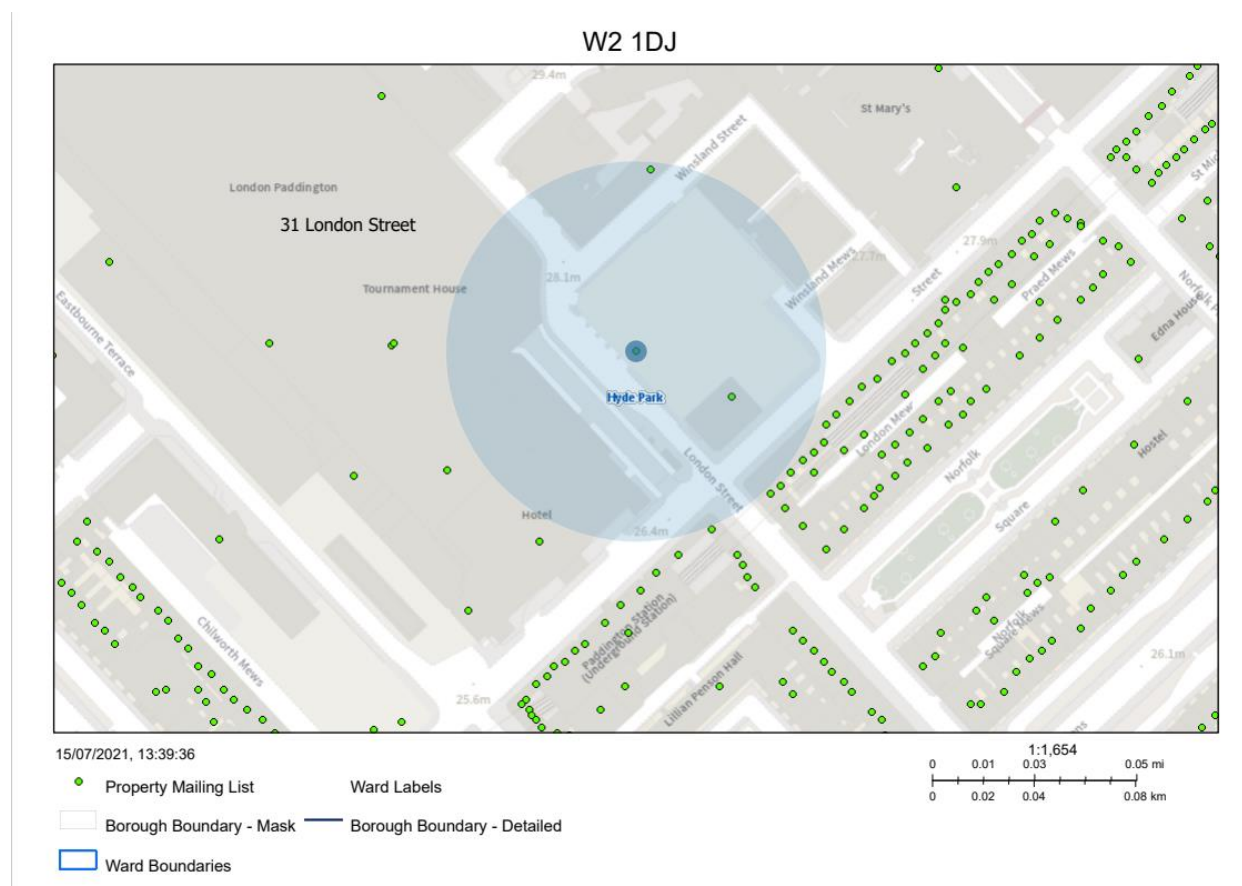 W2 1DJ
29.4m
St Mary's
Winsland Street
London Paddington
St Mi
31 London Street
27.9m
27.7m
28.1m
Tournament House
Winsland Mews
Street
Praed Mews
Norfolk
Edna House
Eastbourne Terrace
Hyde Park
London Mew
Hostel
London Street
Norfolk
Square
Hotel
26.4m
Paddington Station
(Underground Station)
Norfolk
Square Mews
Chilworth Mews
26.1m
Lillian Penson Hall
25.6m
ns
15/07/2021, 13:39:36
1:1,654
0 0.01 0.03 0.05 mi
0 0.02 0.04 0.08 km
Property Mailing List
Ward Labels
Borough Boundary - Mask
Borough Boundary - Detailed
Ward Boundaries